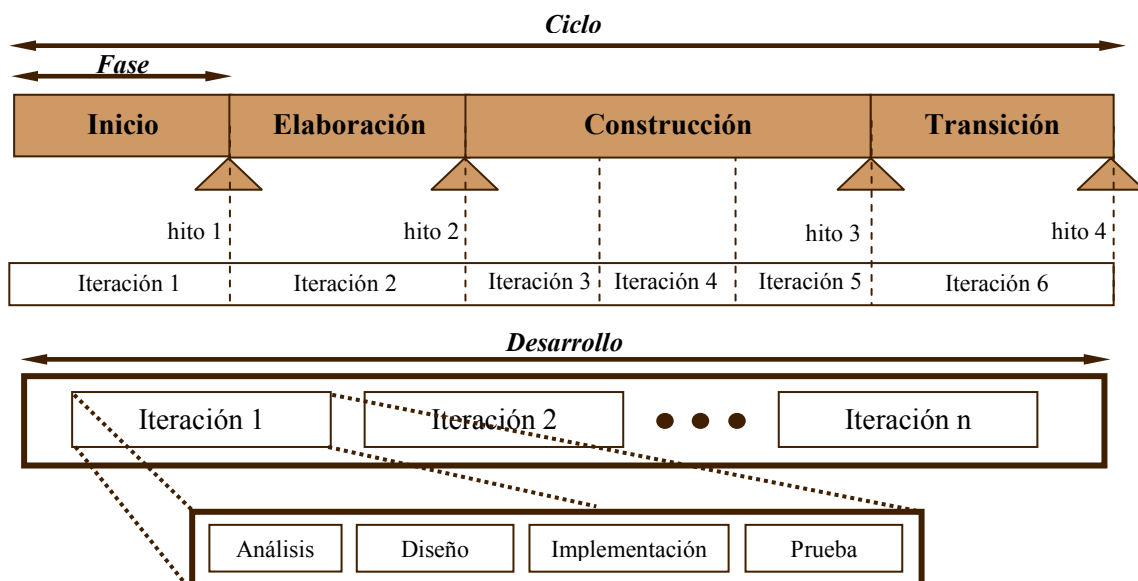 Ciclo
Fase
Inicio Elaboración Construcción Transición
hito 1 hito 2 hito 3 hito 4
Iteración 1 Iteración 2 Iteración 3 Iteración 4 Iteración 5 Iteración 6
Desarrollo
Iteración 1 Iteración 2 Iteración n
Análisis Diseño Implementación Prueba